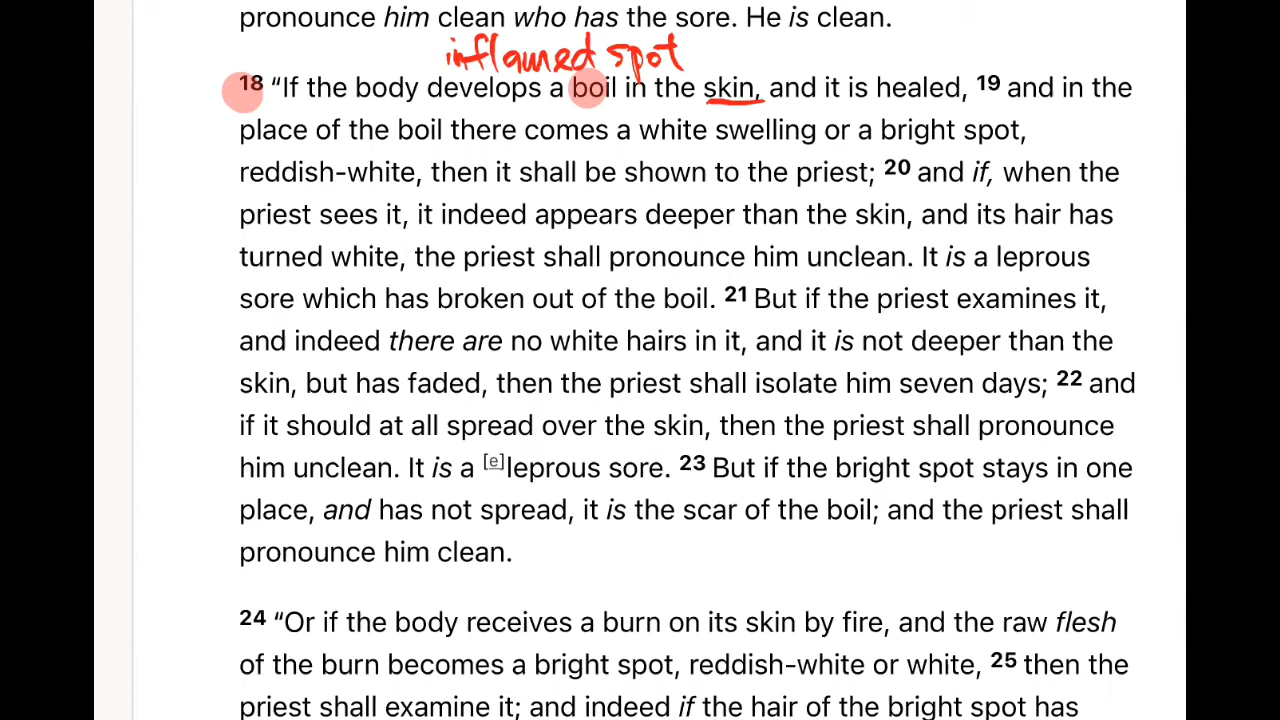 pronounce him clean who has the sore. He is clean.
inflamed spot
18 “If the body develops a boil in the skin, and it is healed, 19 and in the
place of the boil there comes a white swelling or a bright spot,
reddish-white, then it shall be shown to the priest; 20 and if, when the
priest sees it, it indeed appears deeper than the skin, and its hair has
turned white, the priest shall pronounce him unclean. It is a leprous
sore which has broken out of the boil. 21 But if the priest examines it,
and indeed there are no white hairs in it, and it is not deeper than the
skin, but has faded, then the priest shall isolate him seven days; 22 and
if it should at all spread over the skin, then the priest shall pronounce
him unclean. It is a [e]leprous sore. 23 But if the bright spot stays in one
place, and has not spread, it is the scar of the boil; and the priest shall
pronounce him clean.
24 “Or if the body receives a burn on its skin by fire, and the raw flesh
of the burn becomes a bright spot, reddish-white or white, 25 then the
priest shall examine it; and indeed if the hair of the bright spot has